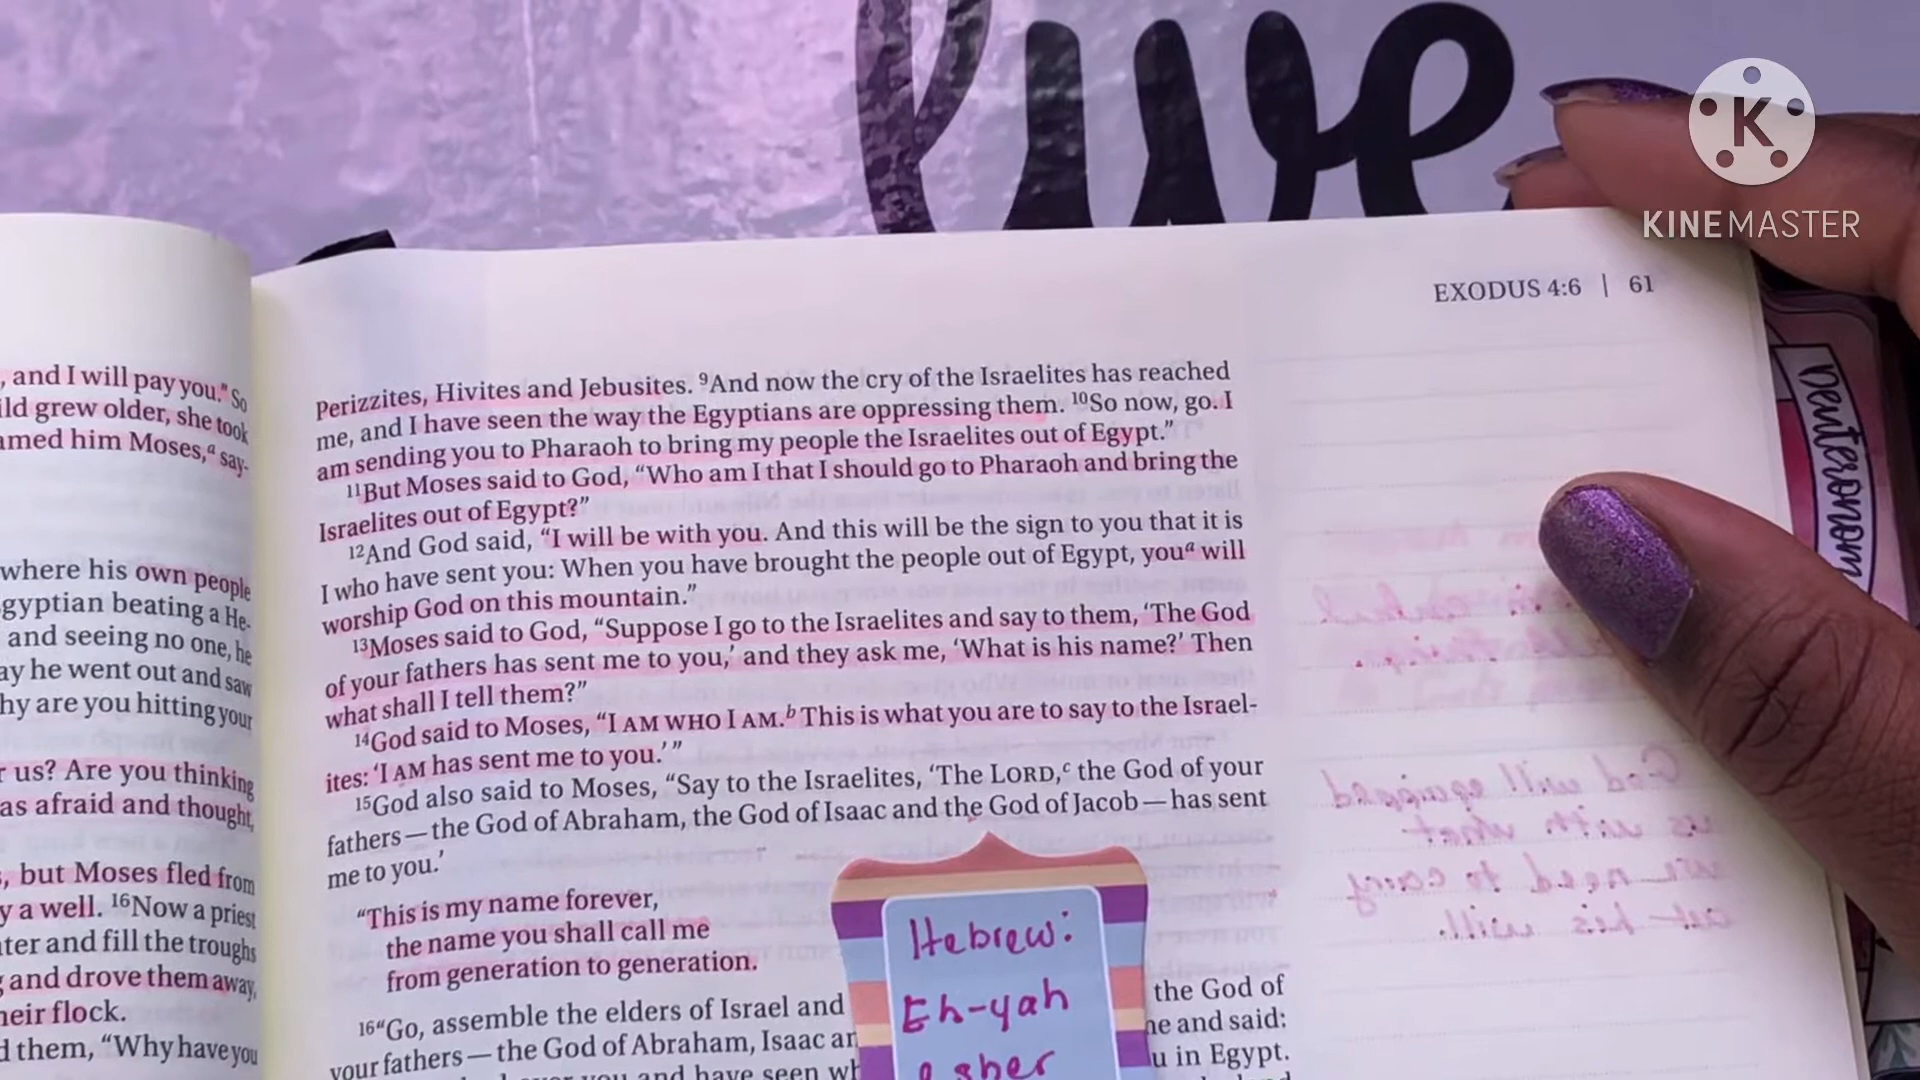 live
KINEMASTER
EXODUS 4:6 | 61
, and I will pay you." So
ild grew older, she took
amed him Moses,a say-
where his own people
gyptian beating a He-
and seeing no one, he
ay he went out and saw
hy are you hitting your
r us? Are you thinking
as afraid and thought,
, but Moses fled from
y a well. 16Now a priest
ter and fill the troughs
g and drove them away,
heir flock.
d them, "Why have you
Perizzites, Hivites and Jebusites. 9And now the cry of the Israelites has reached
me, and I have seen the way the Egyptians are oppressing them. 10So now, go. I
am sending you to Pharaoh to bring my people the Israelites out of Egypt."
11But Moses said to God, "Who am I that I should go to Pharaoh and bring the
Israelites out of Egypt?"
12And God said, "I will be with you. And this will be the sign to you that it is
I who have sent you: When you have brought the people out of Egypt, youa will
worship God on this mountain."
13Moses said to God, "Suppose I go to the Israelites and say to them, 'The God
of your fathers has sent me to you,' and they ask me, 'What is his name?' Then
what shall I tell them?"
14God said to Moses, "I AM WHO I AM.b This is what you are to say to the Israel-
ites: 'I AM has sent me to you.'"
15God also said to Moses, "Say to the Israelites, 'The LORD,c the God of your
fathers—the God of Abraham, the God of Isaac and the God of Jacob—has sent
me to you.'
"This is my name forever,
the name you shall call me
from generation to generation.
16"Go, assemble the elders of Israel and
the God of
your fathers—the God of Abraham, Isaac an
me and said:
u in Egypt.
and have seen wh
Hebrew:
Eh-yah
asher
God will equipped
us with what
we need to carry
out his will.
Deuteronom